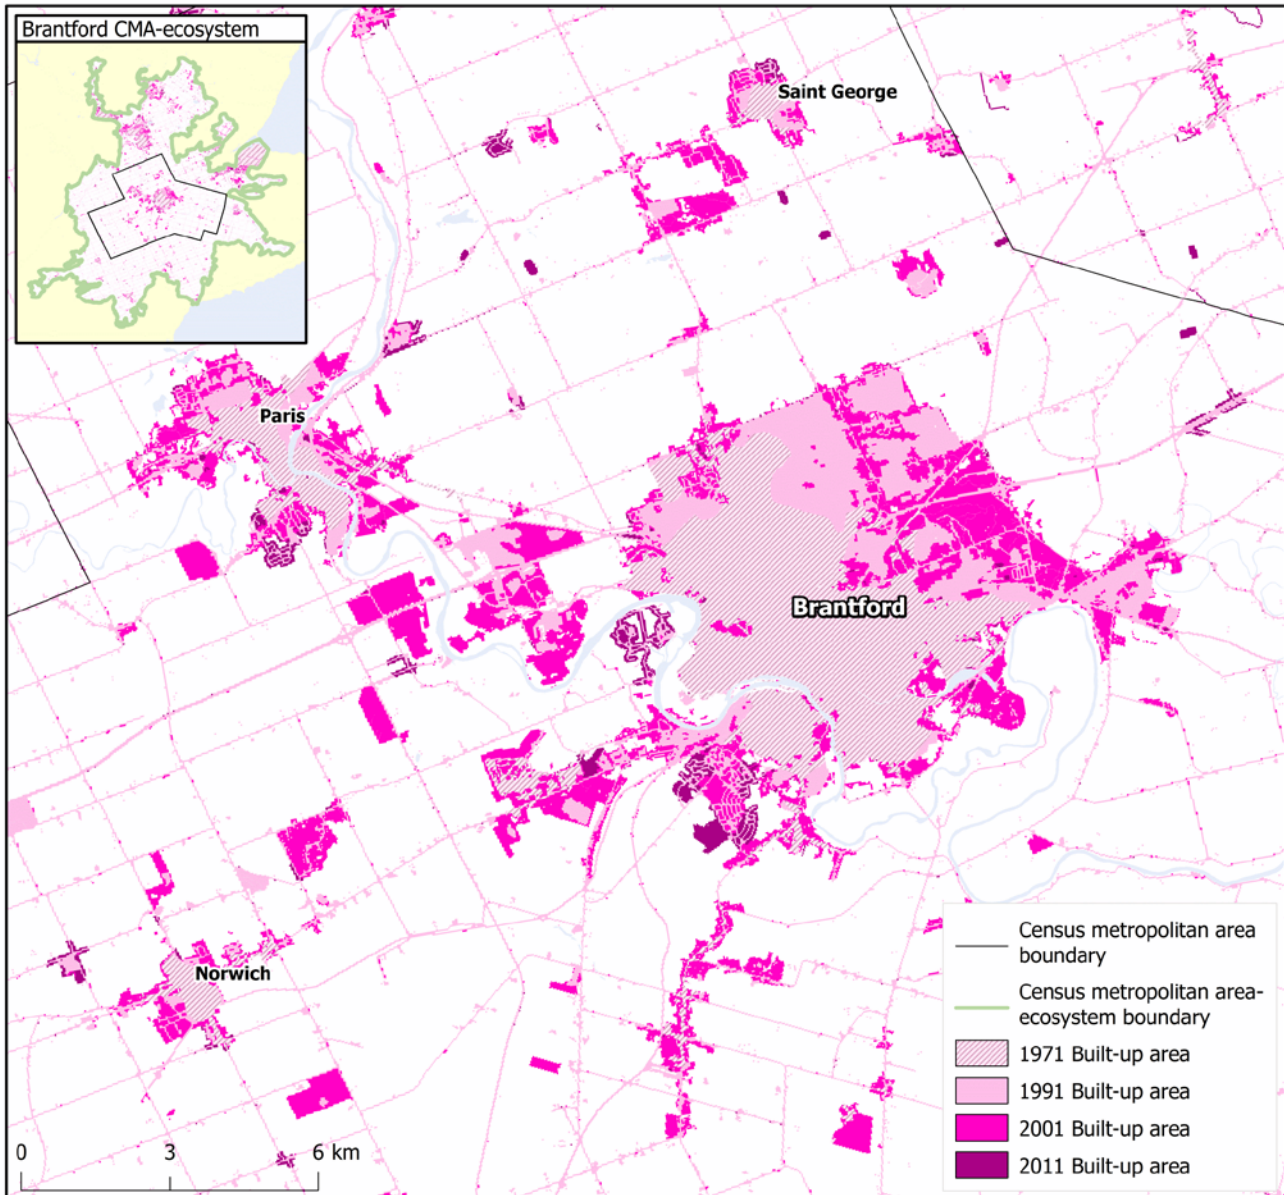 Brantford CMA-ecosystem
Saint George
Paris
Brantford
Norwich
Census metropolitan area
boundary
Census metropolitan area-
ecosystem boundary
1971 Built-up area
1991 Built-up area
2001 Built-up area
2011 Built-up area
0 3 6 km